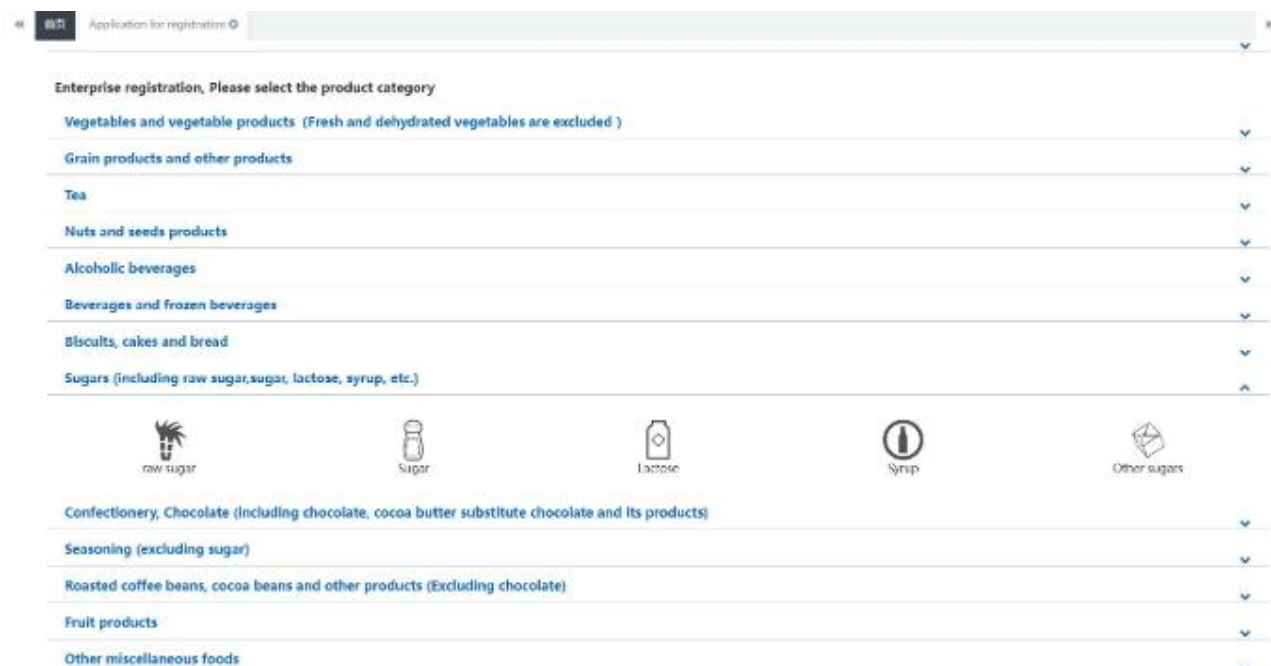 首页 Application for registration
Enterprise registration, Please select the product category
Vegetables and vegetable products (Fresh and dehydrated vegetables are excluded )
Grain products and other products
Tea
Nuts and seeds products
Alcoholic beverages
Beverages and frozen beverages
Biscuits, cakes and bread
Sugars (including raw sugar,sugar, lactose, syrup, etc.)
raw sugar Sugar Lactose Syrup Other sugars
Confectionery, Chocolate (including chocolate, cocoa butter substitute chocolate and its products)
Seasoning (excluding sugar)
Roasted coffee beans, cocoa beans and other products (Excluding chocolate)
Fruit products
Other miscellaneous foods